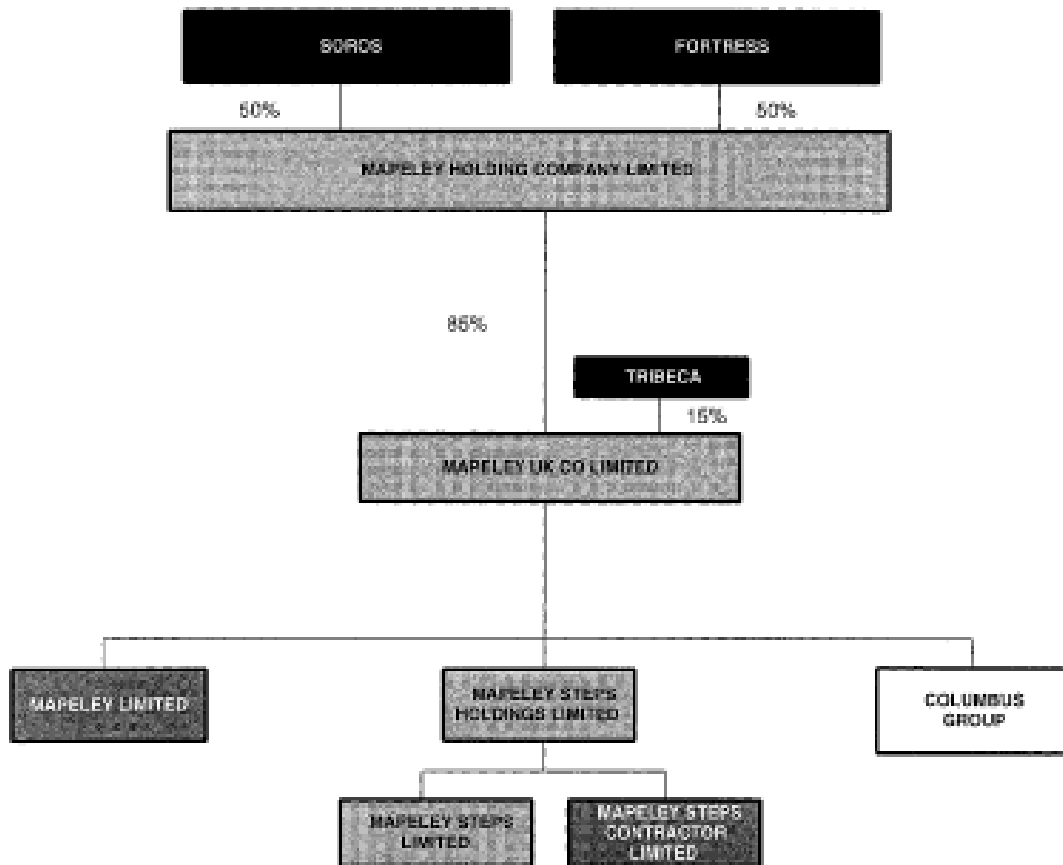 SOROS
FORTRESS
50%
50%
MAPELEY HOLDING COMPANY LIMITED
85%
TRIBECA
15%
MAPELEY UK CO LIMITED
MAPELEY LIMITED
MAPELEY STEPS
HOLDINGS LIMITED
COLUMBUS
GROUP
MAPELEY STEPS
LIMITED
MAPELEY STEPS
CONTRACTOR
LIMITED